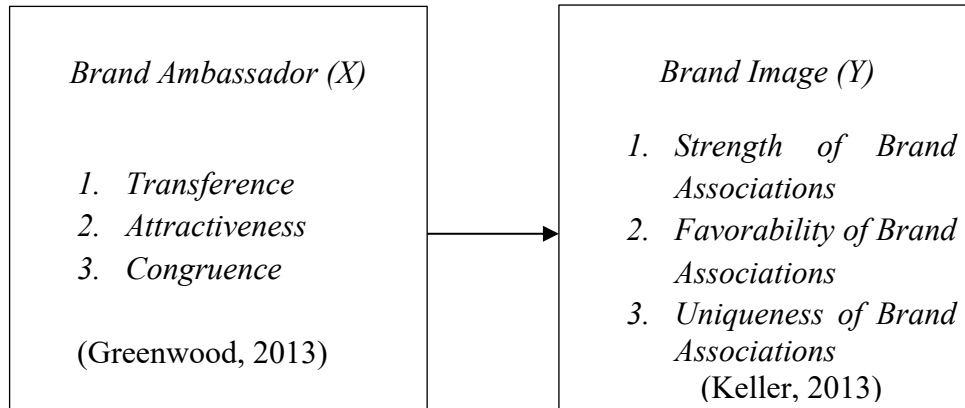 Brand Ambassador (X)
1. Transference
2. Attractiveness
3. Congruence
(Greenwood, 2013)
Brand Image (Y)
1. Strength of Brand
Associations
2. Favorability of Brand
Associations
3. Uniqueness of Brand
Associations
(Keller, 2013)